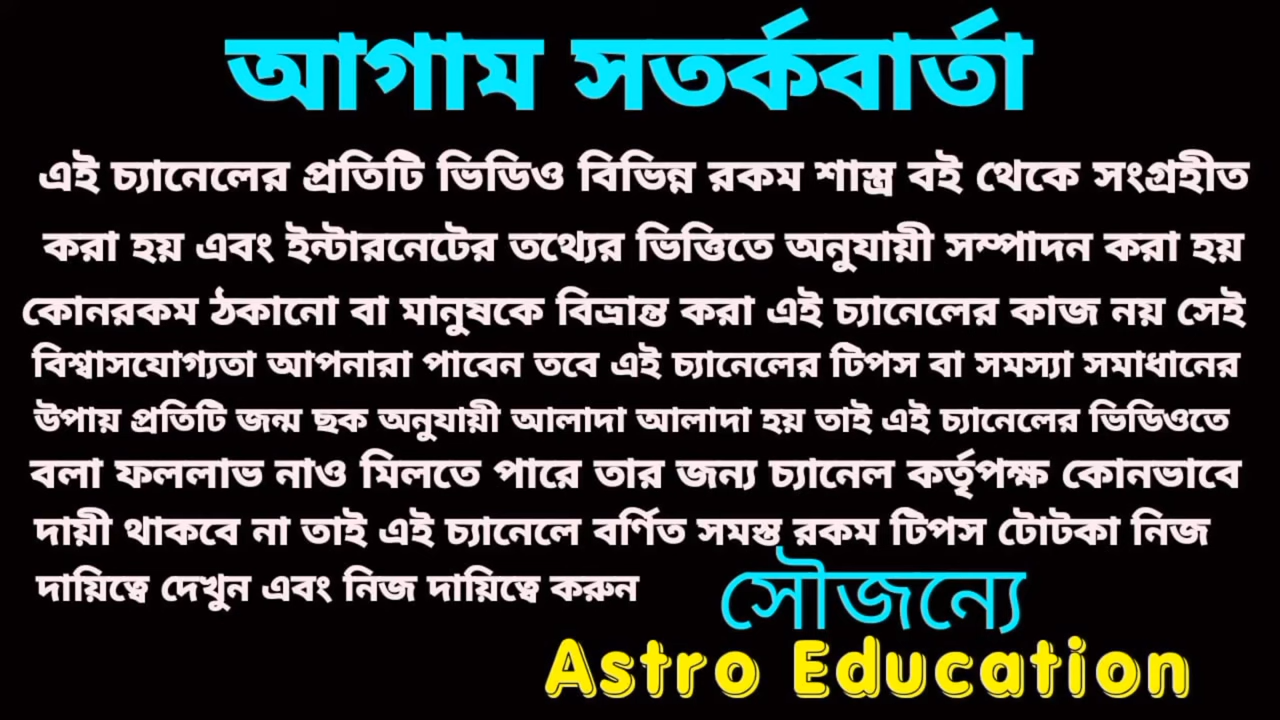 আগাম সতর্কবার্তা
এই চ্যানেলের প্রতিটি ভিডিও বিভিন্ন রকম শাস্ত্র বই থেকে সংগ্রহীত
করা হয় এবং ইন্টারনেটের তথ্যের ভিত্তিতে অনুযায়ী সম্পাদন করা হয়
কোনরকম ঠকানো বা মানুষকে বিভ্রান্ত করা এই চ্যানেলের কাজ নয় সেই
বিশ্বাসযোগ্যতা আপনারা পাবেন তবে এই চ্যানেলের টিপস বা সমস্যা সমাধানের
উপায় প্রতিটি জন্ম ছক অনুযায়ী আলাদা আলাদা হয় তাই এই চ্যানেলের ভিডিওতে
বলা ফললাভ নাও মিলতে পারে তার জন্য চ্যানেল কর্তৃপক্ষ কোনভাবে
দায়ী থাকবে না তাই এই চ্যানেলে বর্ণিত সমস্ত রকম টিপস টোটকা নিজ
দায়িত্বে দেখুন এবং নিজ দায়িত্বে করুন
সৌজন্যে
Astro Education